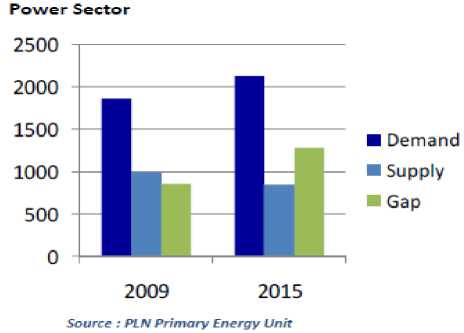 Power Sector
2500
2000
1500
1000
500
0
2009 2015
Demand
Supply
Gap
Source : PLN Primary Energy Unit